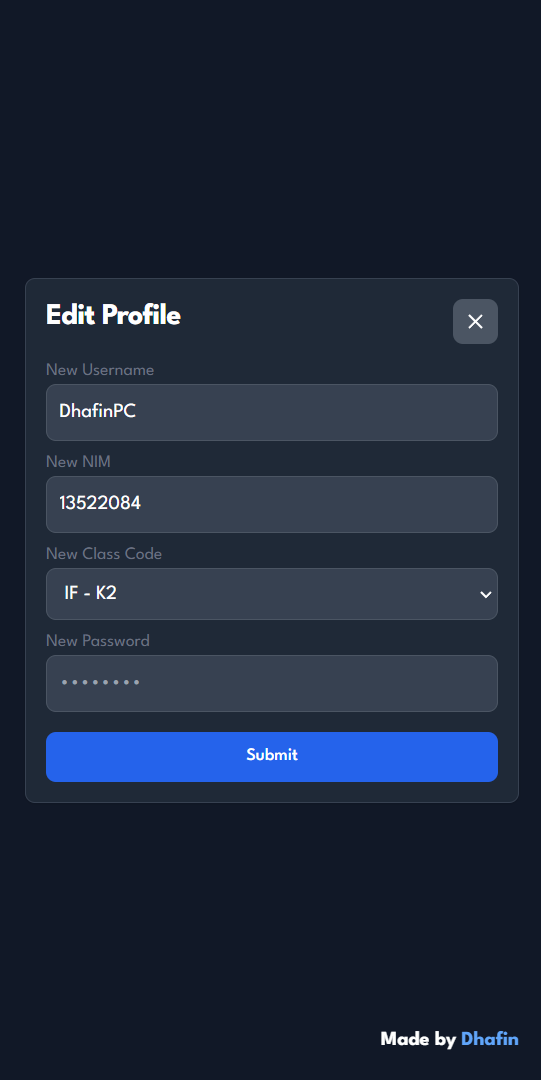 Edit Profile
New Username
DhafinPC
New NIM
13522084
New Class Code
IF - K2
New Password
••••••••
Submit
Made by Dhafin